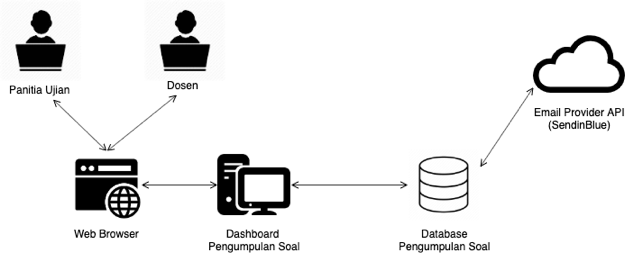 Panitia Ujian
Dosen
Email Provider API
(SendinBlue)
Web Browser
Dashboard
Pengumpulan Soal
Database
Pengumpulan Soal